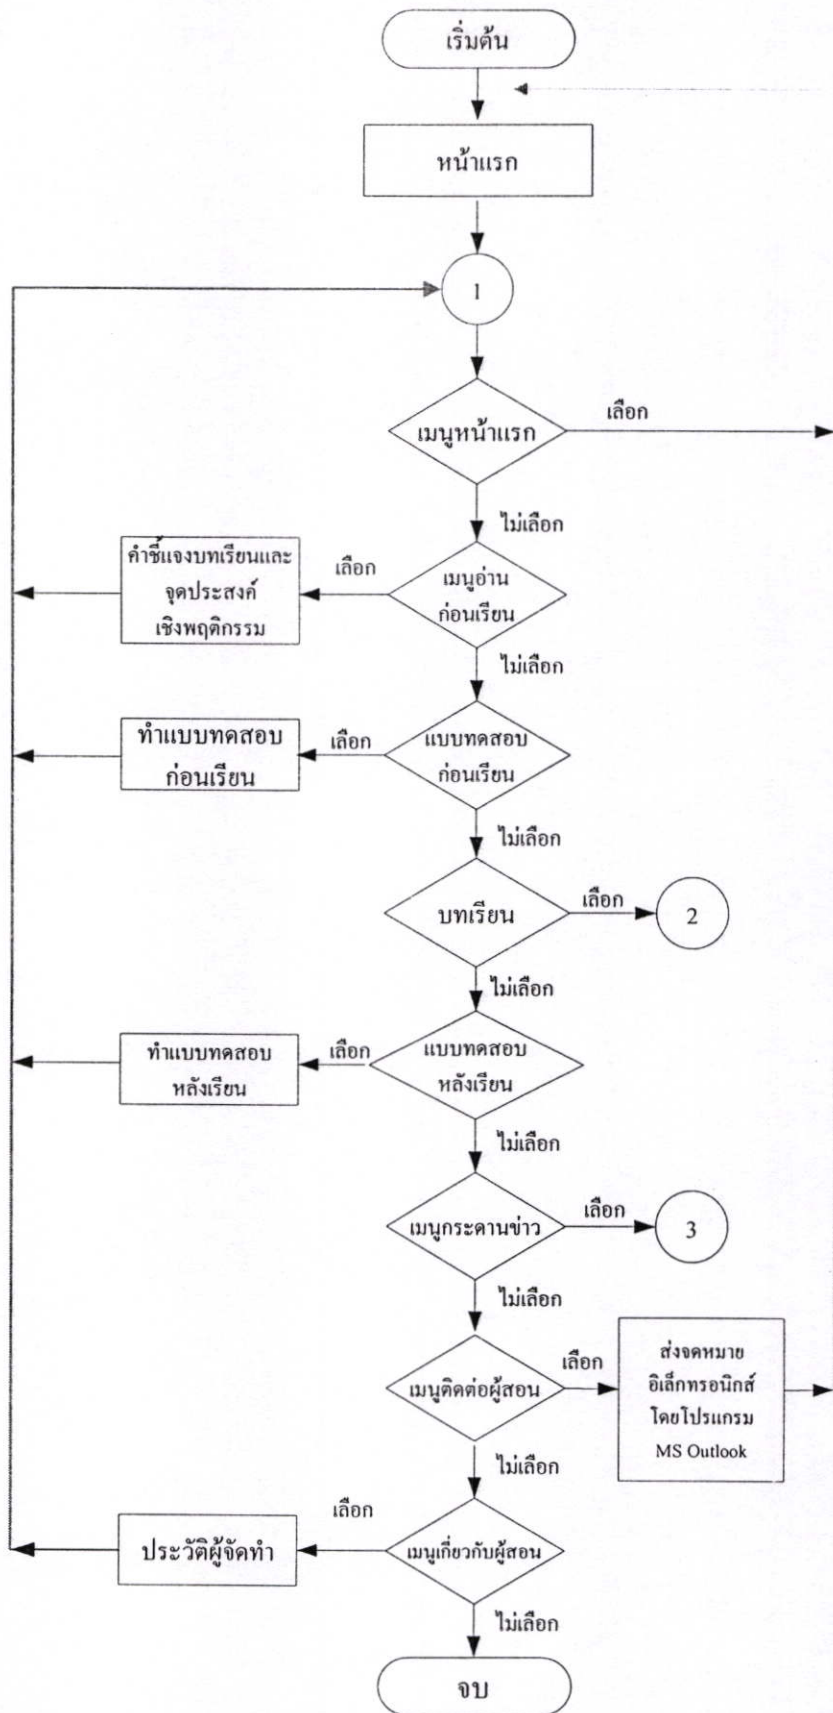 เริ่มต้น
หน้าแรก
1
เมนูหน้าแรก
เลือก
ไม่เลือก
คำชี้แจงบทเรียนและ
จุดประสงค์
เชิงพฤติกรรม
เลือก
เมนูอ่าน
ก่อนเรียน
ไม่เลือก
ทำแบบทดสอบ
ก่อนเรียน
เลือก
แบบทดสอบ
ก่อนเรียน
ไม่เลือก
บทเรียน
เลือก
2
ไม่เลือก
ทำแบบทดสอบ
หลังเรียน
เลือก
แบบทดสอบ
หลังเรียน
ไม่เลือก
เมนูกระดานข่าว
เลือก
3
ไม่เลือก
เมนูติดต่อผู้สอน
เลือก
ส่งจดหมาย
อิเล็กทรอนิกส์
โดยโปรแกรม
MS Outlook
ไม่เลือก
ประวัติผู้จัดทำ
เลือก
เมนูเกี่ยวกับผู้สอน
ไม่เลือก
จบ